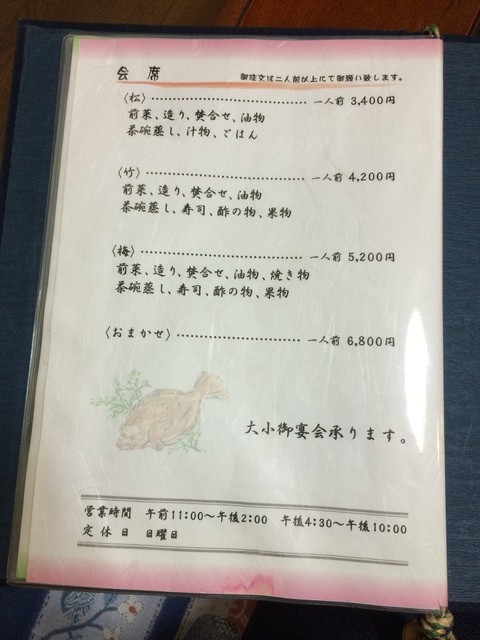 会席
御注文は二人前以上にて御願い致します。
〈松〉 一人前 3,400円
前菜、造り、焚合せ、油物
茶碗蒸し、汁物、ごはん
〈竹〉 一人前 4,200円
前菜、造り、焚合せ、油物
茶碗蒸し、寿司、酢の物、果物
〈梅〉 一人前 5,200円
前菜、造り、焚合せ、油物、焼き物
茶碗蒸し、寿司、酢の物、果物
〈おまかせ〉 一人前 6,800円
大小御宴会承ります。
営業時間 午前11:00～午後2:00 午後4:30～午後10:00
定休日 日曜日